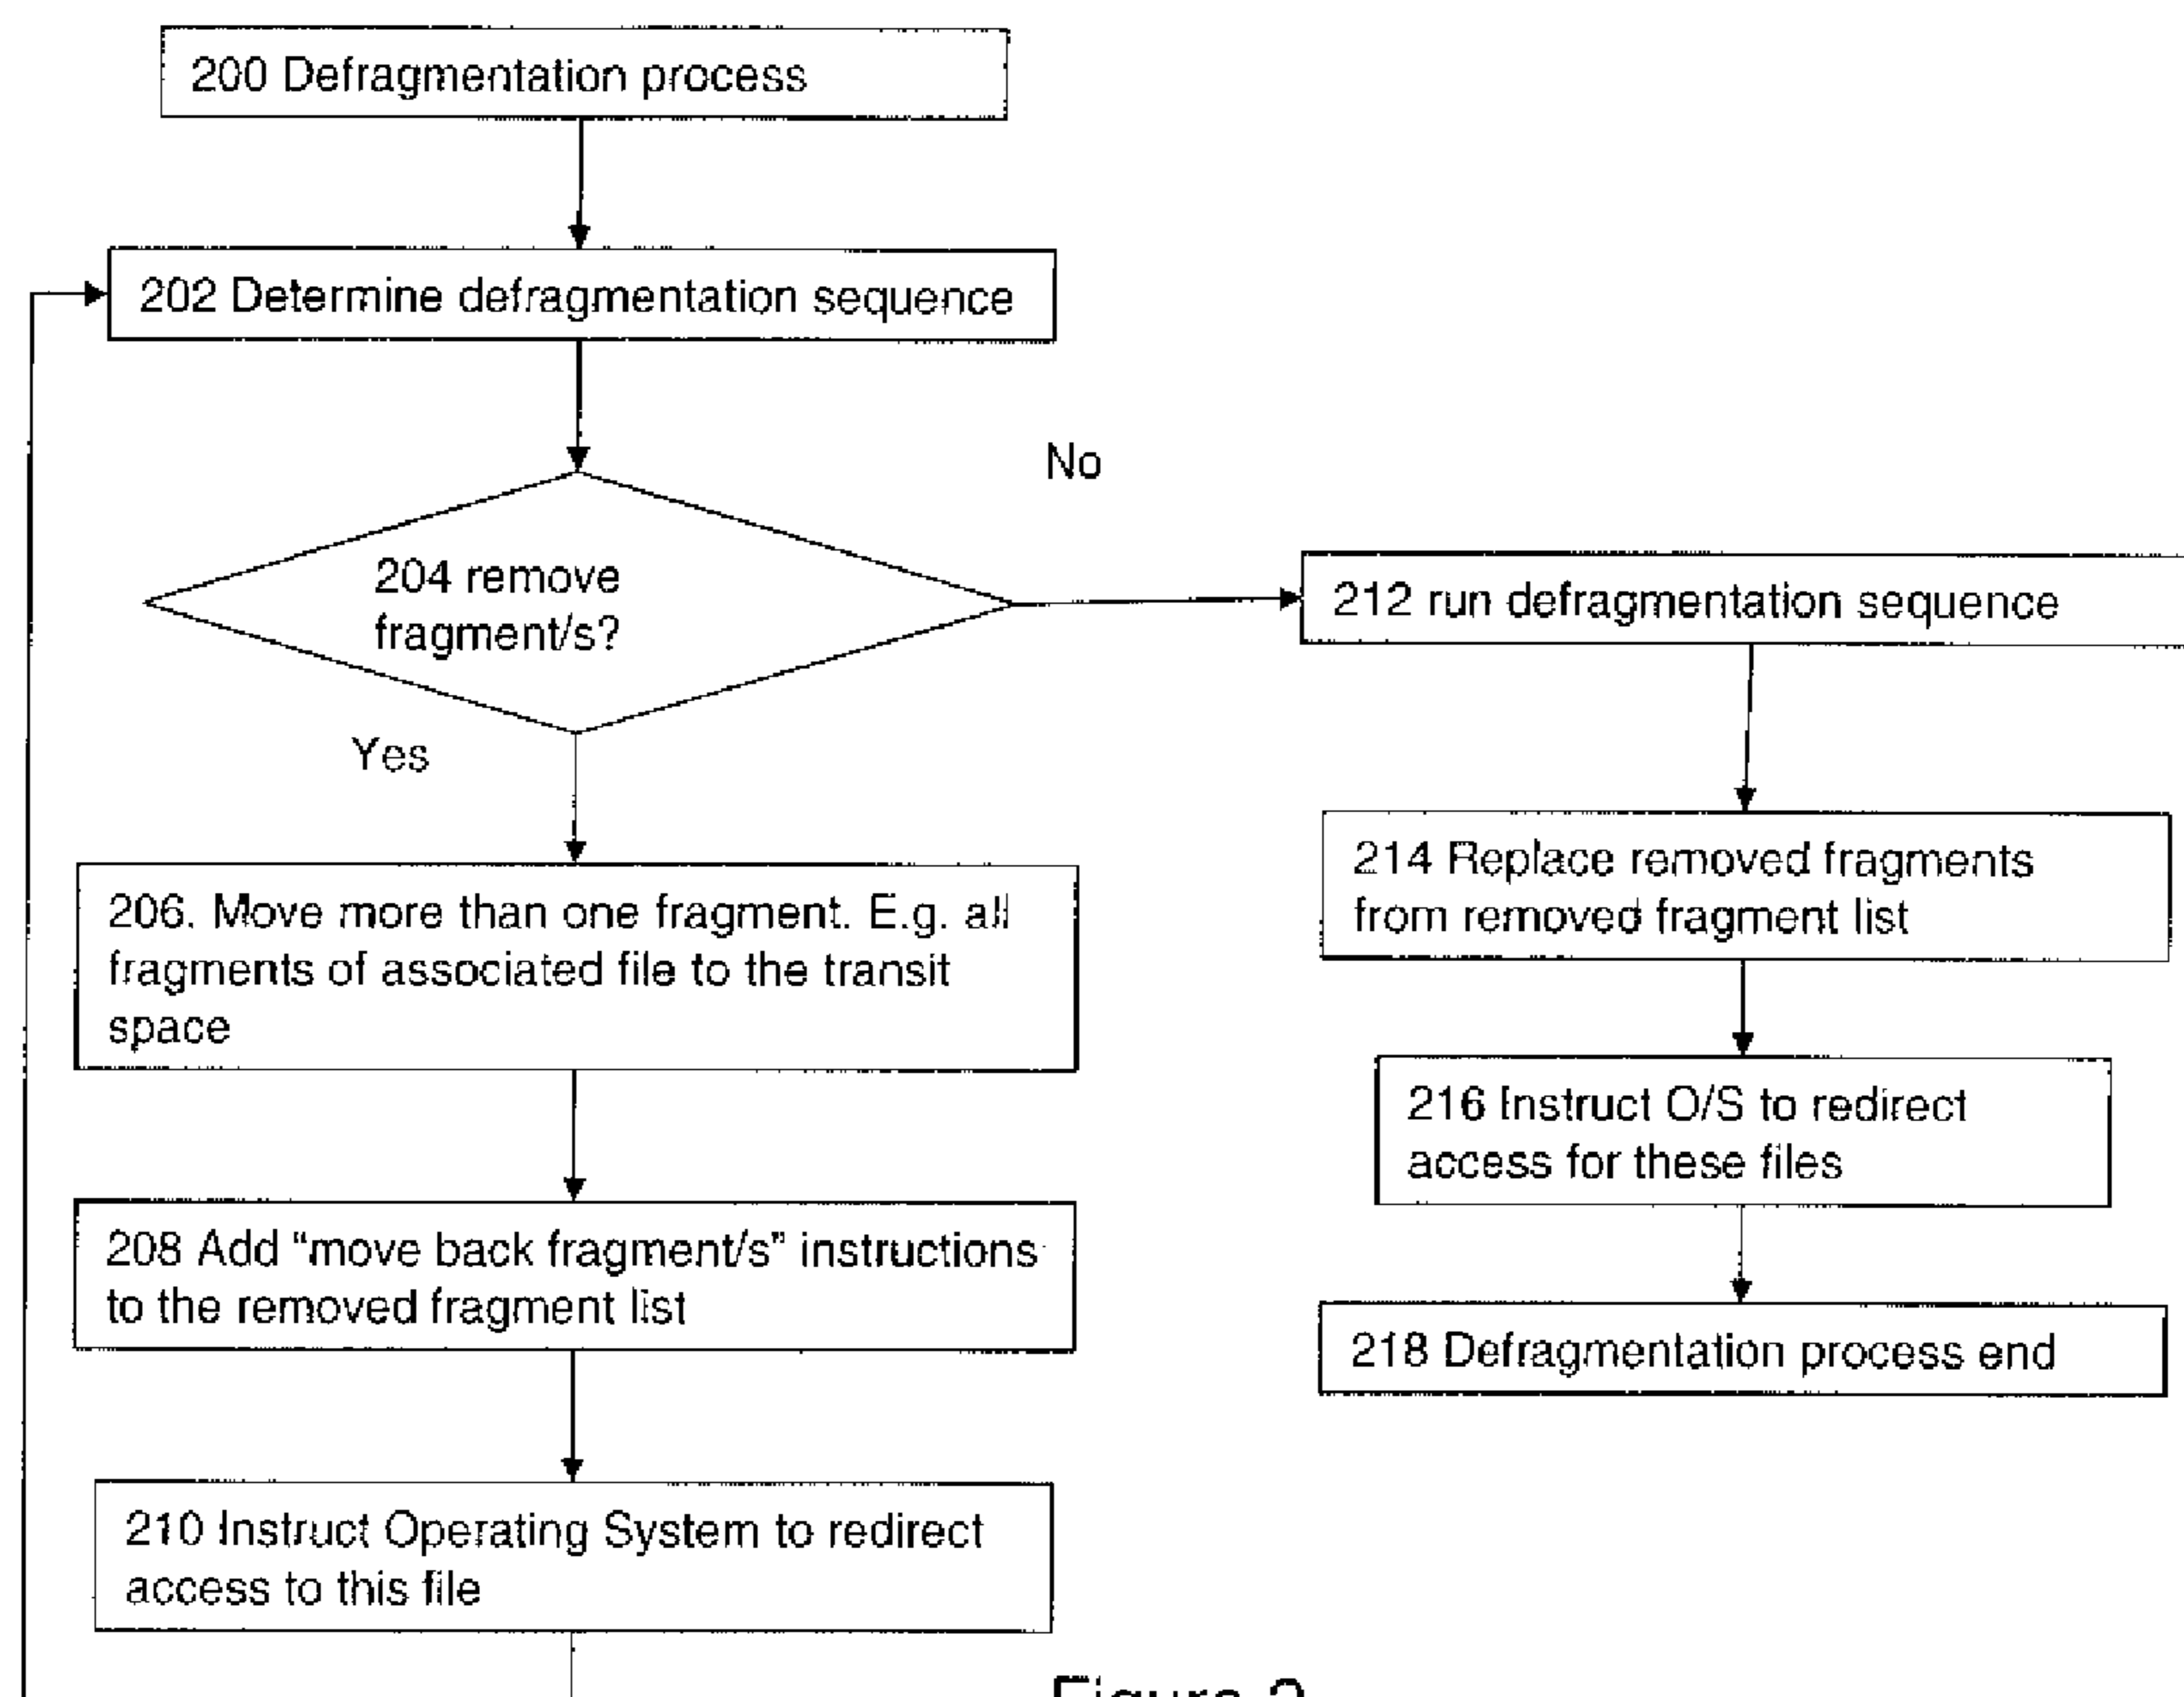 200 Defragmentation process
202 Determine defragmentation sequence
No
204 remove
fragment/s?
212 run defragmentation sequence
Yes
206. Move more than one fragment. E.g. all
fragments of associated file to the transit
space
214 Replace removed fragments
from removed fragment list
216 Instruct O/S to redirect
access for these files
208 Add “move back fragment/s” instructions
to the removed fragment list
218 Defragmentation process end
210 Instruct Operating System to redirect
access to this file
Figure